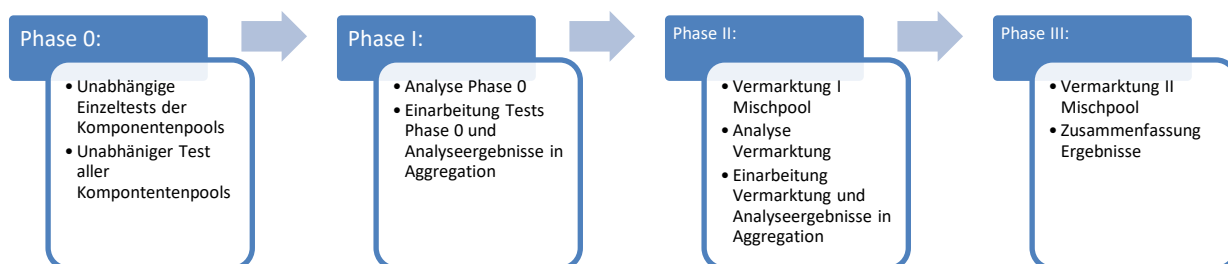 Phase 0:
• Unabhängige
Einzeltests der
Komponentenpools
• Unabhäniger Test
aller
Kompontentenpools
Phase I:
• Analyse Phase 0
• Einarbeitung Tests
Phase 0 und
Analyseergebnisse in
Aggregation
Phase II:
• Vermarktung I
Mischpool
• Analyse
Vermarktung
• Einarbeitung
Vermarktung und
Analyseergebnisse in
Aggregation
Phase III:
• Vermarktung II
Mischpool
• Zusammenfassung
Ergebnisse